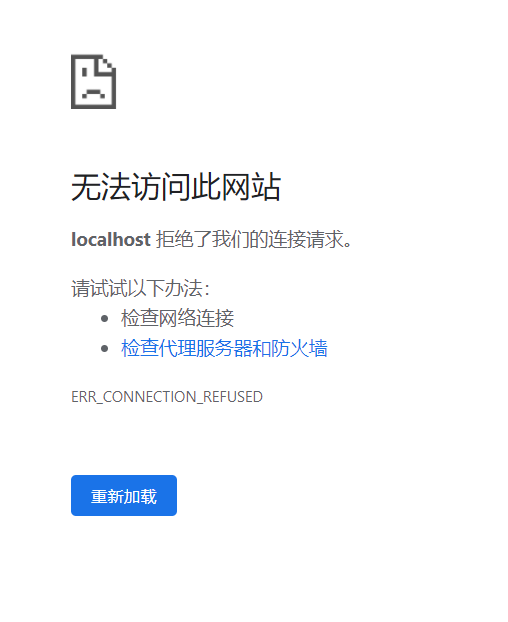 无法访问此网站
localhost 拒绝了我们的连接请求。
请试试以下办法：
检查网络连接
检查代理服务器和防火墙
ERR_CONNECTION_REFUSED
重新加载